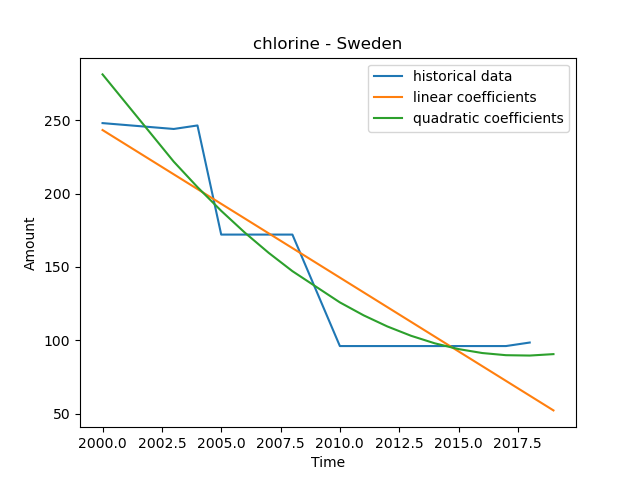 chlorine - Sweden
historical data
linear coefficients
quadratic coefficients
250
200
150
100
50
Amount
2000.0 2002.5 2005.0 2007.5 2010.0 2012.5 2015.0 2017.5
Time